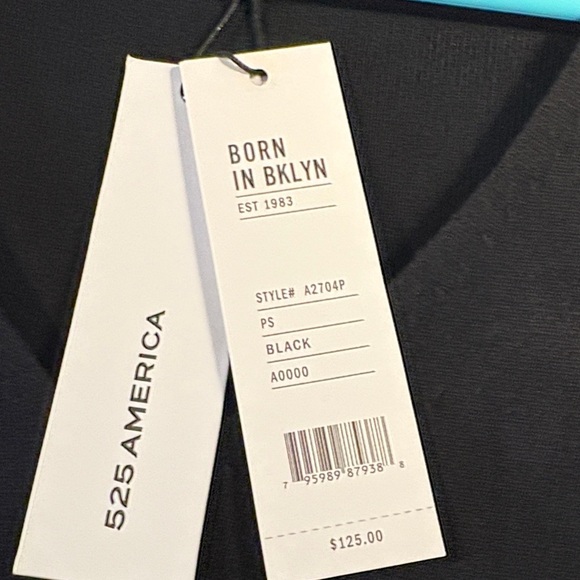 525 AMERICA
BORN
IN BKLYN
EST 1983
STYLE# A2704P
PS
BLACK
A0000
7 95989 87938 8
$125.00